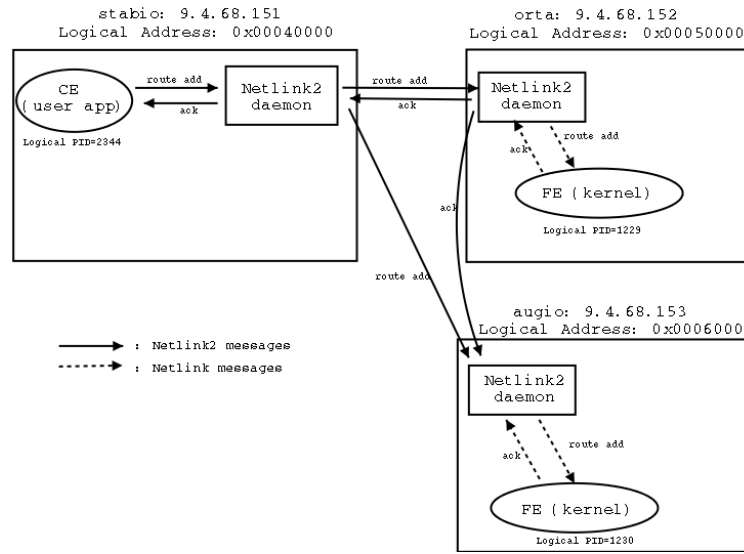 stabio: 9.4.68.151
Logical Address: 0x00040000
orta: 9.4.68.152
Logical Address: 0x00050000
CE
( user app)
Logical PID=2344
route add
ack
Netlink2
daemon
route add
ack
Netlink2
daemon
ack
route add
FE ( kernel)
Logical PID=1229
ack
route add
augio: 9.4.68.153
Logical Address: 0x0006000
: Netlink2 messages
: Netlink messages
Netlink2
daemon
ack
route add
FE ( kernel)
Logical PID=1230